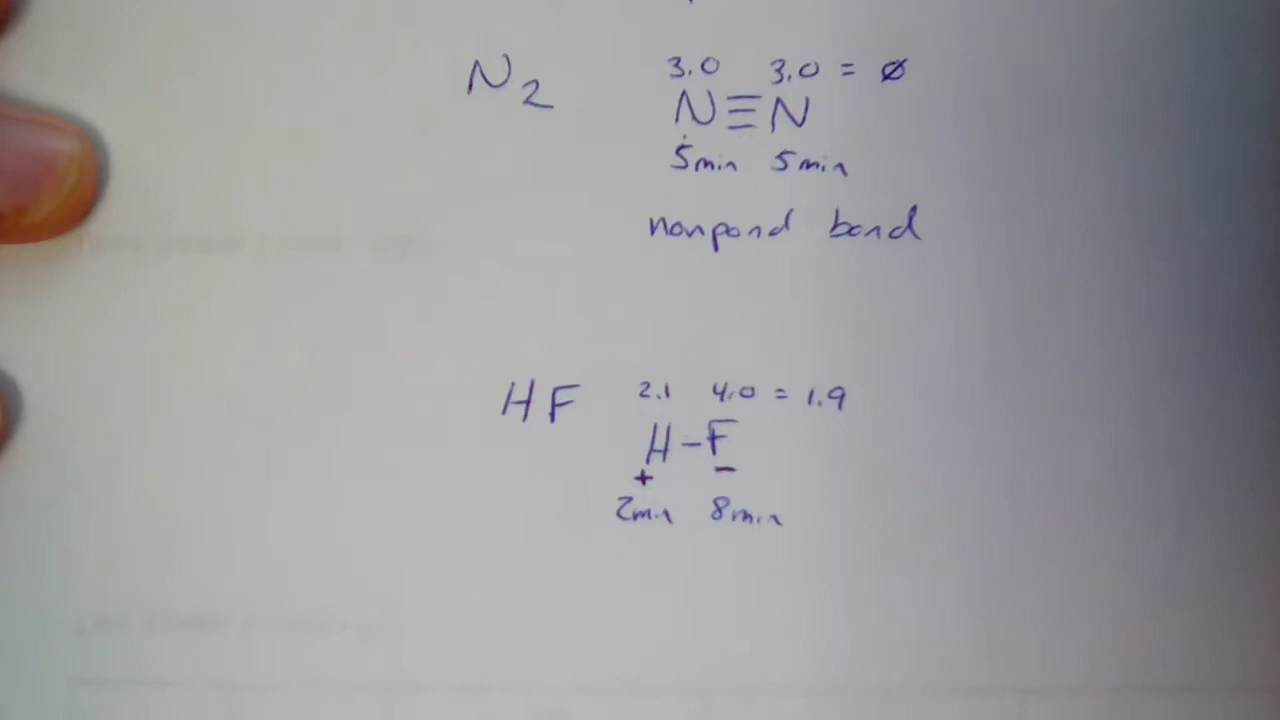 N2 3.0 3.0 = ∅
N≡N
5min 5min
nonpond bond
HF 2.1 4.0 = 1.9
H-F
+ -
2min 8min